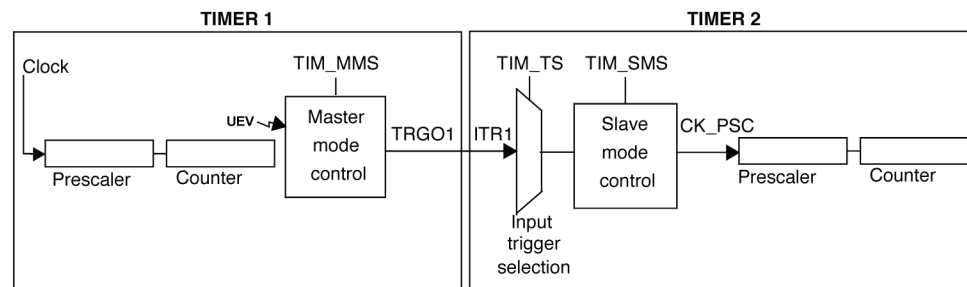 TIMER 1
TIMER 2
Clock
TIM_MMS
TIM_TS
TIM_SMS
UEV
Master
mode
control
TRGO1
ITR1
Slave
mode
control
CK_PSC
Prescaler
Counter
Prescaler
Counter
Input
trigger
selection